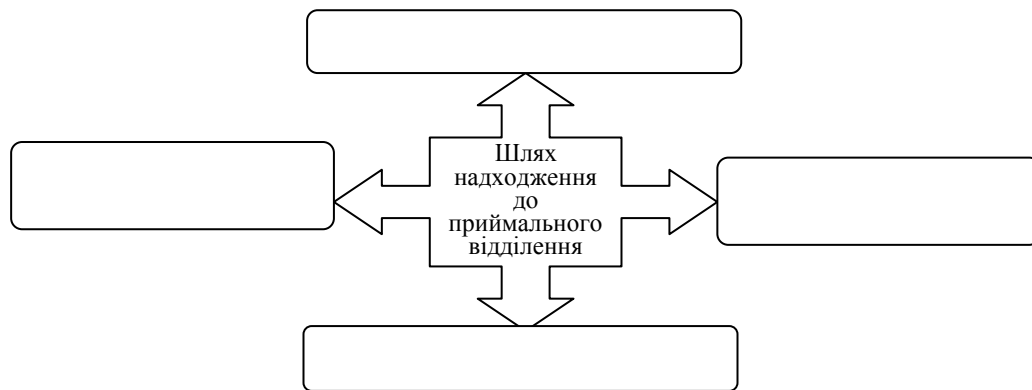 Шлях
надходження
до
приймального
відділення